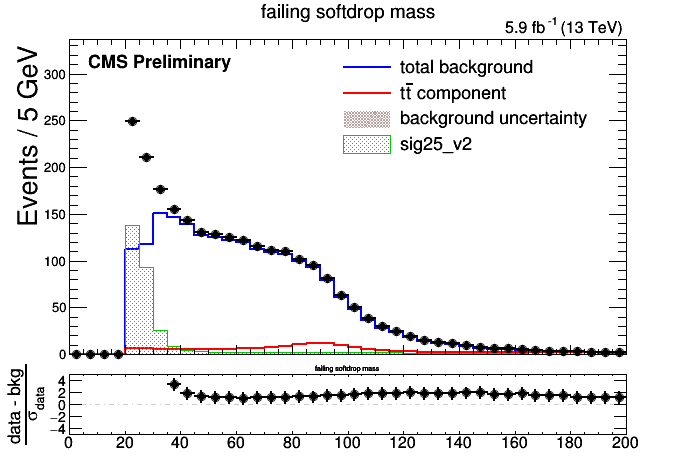 failing softdrop mass
5.9 fb⁻¹ (13 TeV)
CMS Preliminary
total background
tt̄ component
background uncertainty
sig25_v2
Events / 5 GeV
300
250
200
150
100
50
0
failing softdrop mass
data - bkg
σdata
4
2
0
−2
−4
0 20 40 60 80 100 120 140 160 180 200